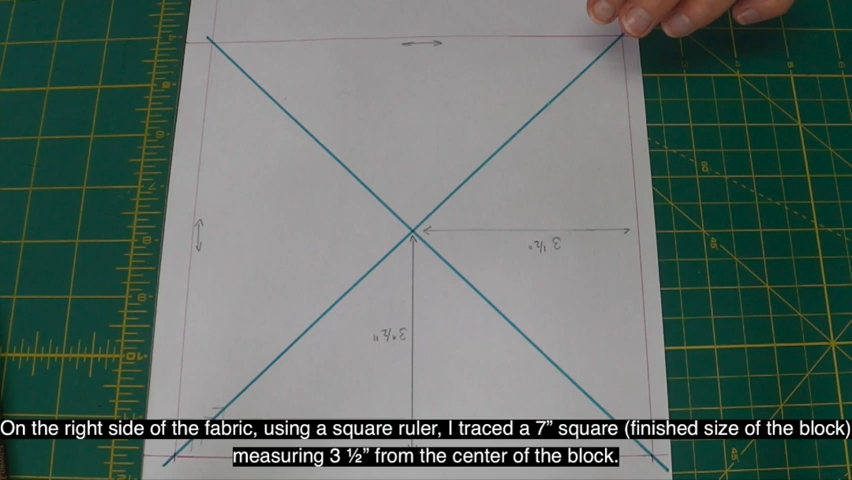 3 ½"
3 ½"
On the right side of the fabric, using a square ruler, I traced a 7” square (finished size of the block)
measuring 3 ½” from the center of the block.